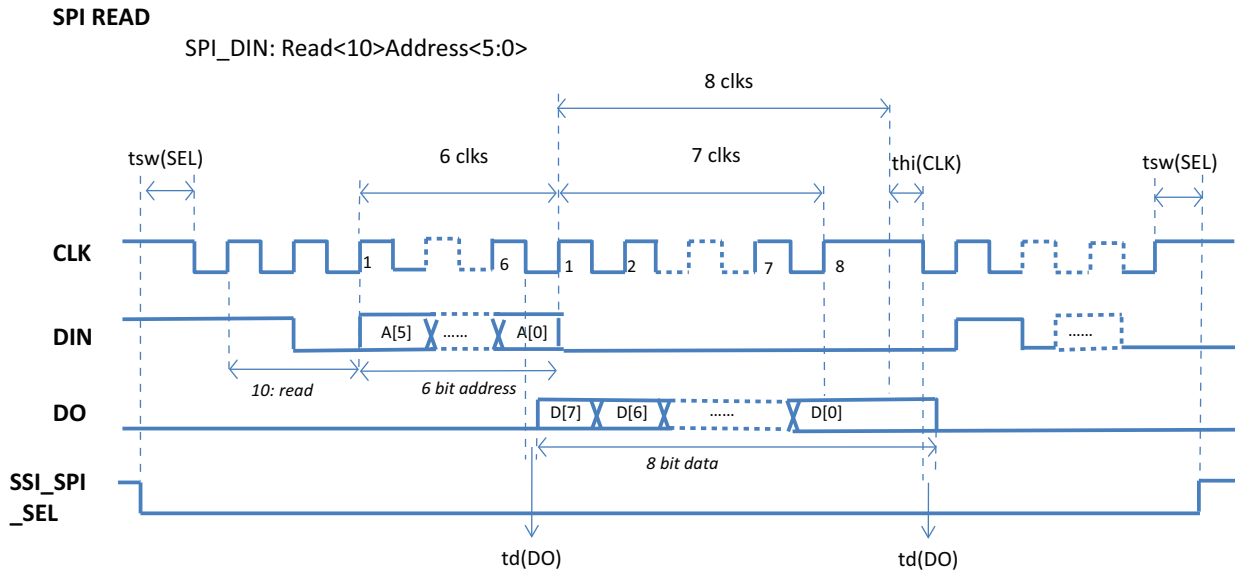 SPI READ
SPI_DIN: Read<10>Address<5:0>
8 clks
6 clks
7 clks
tsw(SEL)
thi(CLK)
tsw(SEL)
CLK
1
6
1
2
7
8
DIN
A[5]
......
A[0]
......
10: read
6 bit address
DO
D[7]
D[6]
......
D[0]
8 bit data
SSI_SPI
_SEL
td(DO)
td(DO)